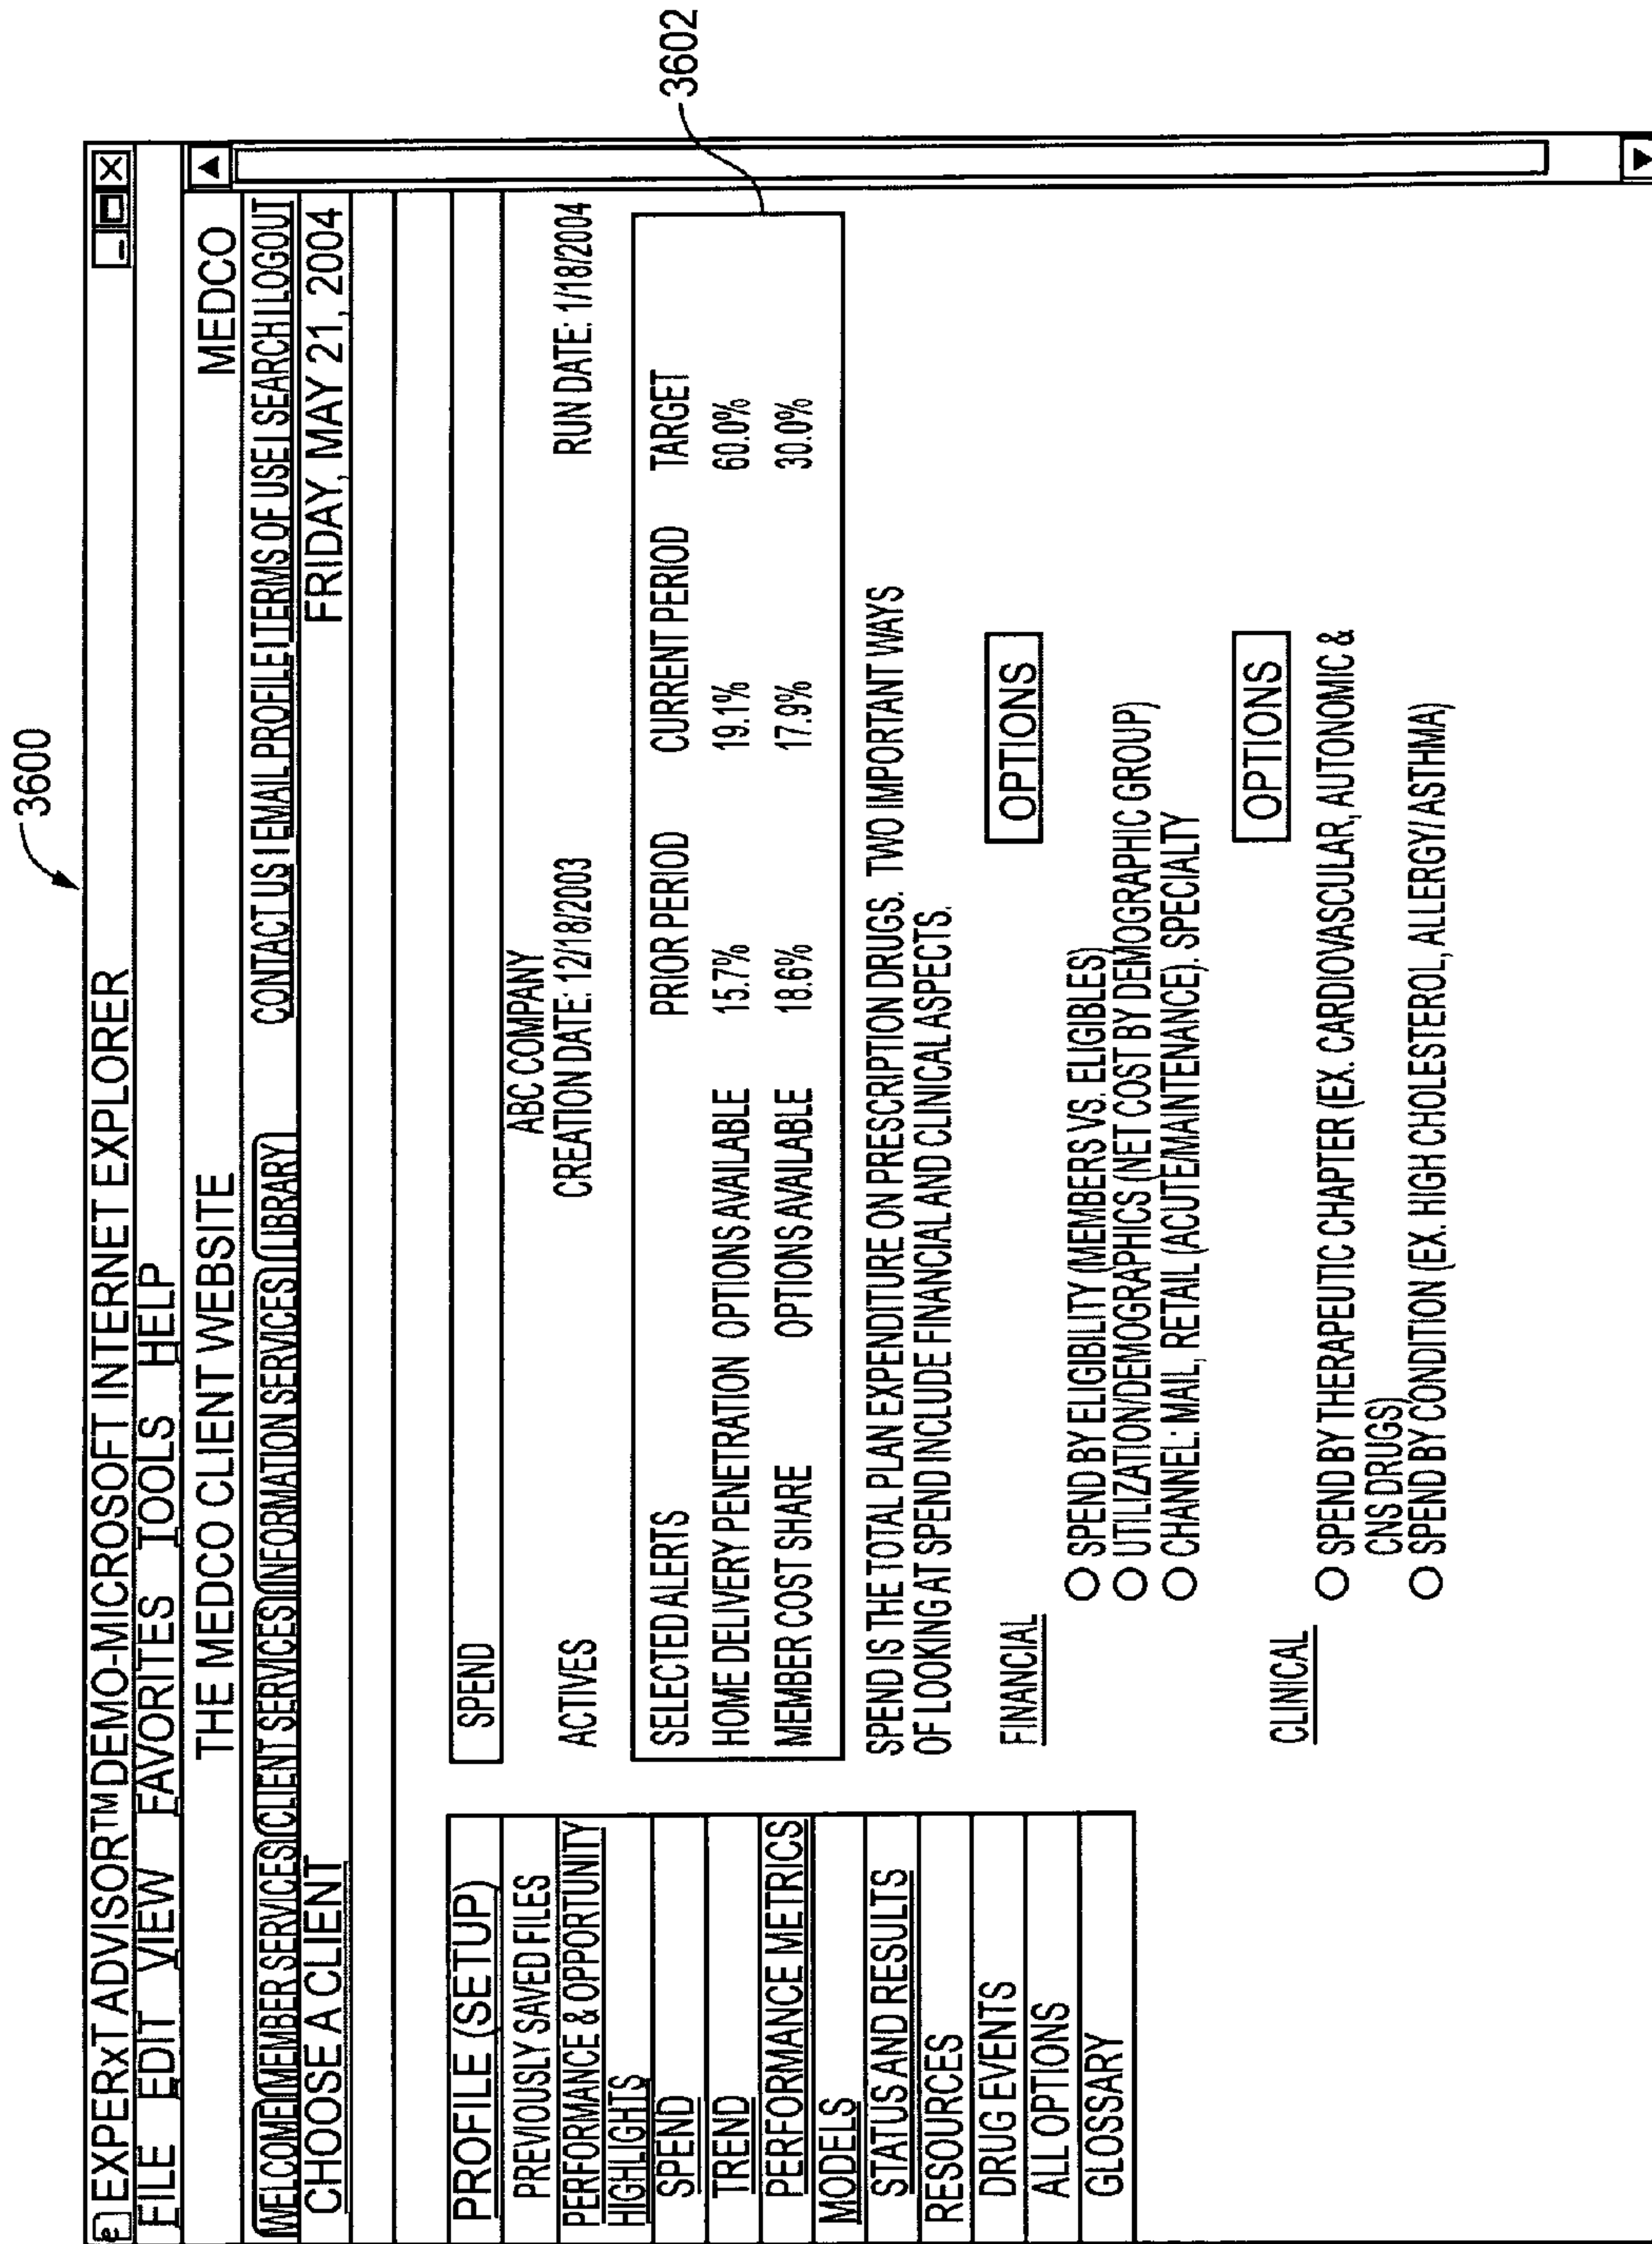 3600
EXPERxT ADVISOR™ DEMO-MICROSOFT INTERNET EXPLORER
FILE EDIT VIEW FAVORITES TOOLS HELP
THE MEDCO CLIENT WEBSITE MEDCO
WELCOME MEMBER SERVICES CLIENT SERVICES INFORMATION SERVICES LIBRARY CONTACT US | EMAIL PROFILE | TERMS OF USE | SEARCH | LOGOUT
CHOOSE A CLIENT FRIDAY, MAY 21, 2004
PROFILE (SETUP)
PREVIOUSLY SAVED FILES
PERFORMANCE & OPPORTUNITY
HIGHLIGHTS
SPEND
TREND
PERFORMANCE METRICS
MODELS
STATUS AND RESULTS
RESOURCES
DRUG EVENTS
ALL OPTIONS
GLOSSARY
SPEND
ABC COMPANY
ACTIVES CREATION DATE: 12/18/2003 RUN DATE: 1/18/2004
3602
SELECTED ALERTS PRIOR PERIOD CURRENT PERIOD TARGET
HOME DELIVERY PENETRATION OPTIONS AVAILABLE 15.7% 19.1% 60.0%
MEMBER COST SHARE OPTIONS AVAILABLE 18.6% 17.9% 30.0%
SPEND IS THE TOTAL PLAN EXPENDITURE ON PRESCRIPTION DRUGS. TWO IMPORTANT WAYS
OF LOOKING AT SPEND INCLUDE FINANCIAL AND CLINICAL ASPECTS.
FINANCIAL OPTIONS
SPEND BY ELIGIBILITY (MEMBERS VS. ELIGIBLES)
UTILIZATION/DEMOGRAPHICS (NET COST BY DEMOGRAPHIC GROUP)
CHANNEL: MAIL, RETAIL (ACUTE/MAINTENANCE). SPECIALTY
CLINICAL OPTIONS
SPEND BY THERAPEUTIC CHAPTER (EX. CARDIOVASCULAR, AUTONOMIC &
CNS DRUGS)
SPEND BY CONDITION (EX. HIGH CHOLESTEROL, ALLERGY/ASTHMA)